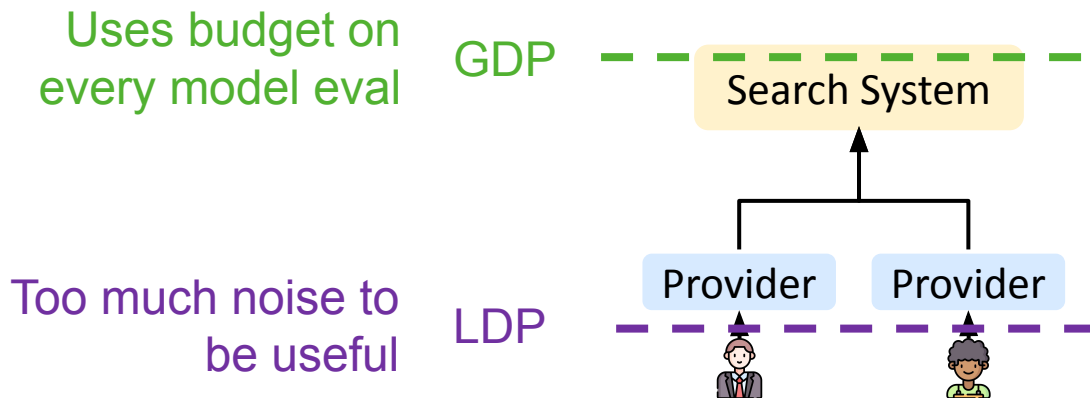 Uses budget on
every model eval
GDP
Search System
Provider
Provider
Too much noise to
be useful
LDP